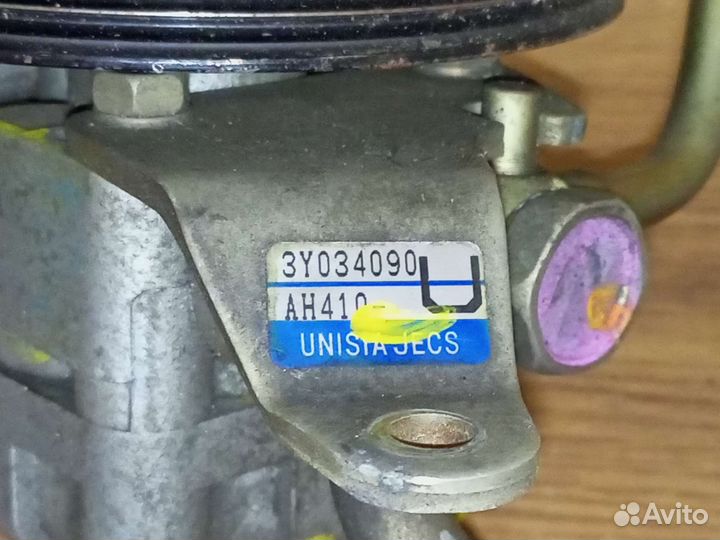 3Y034090
U
AH410-
UNISIA JECS
Avito